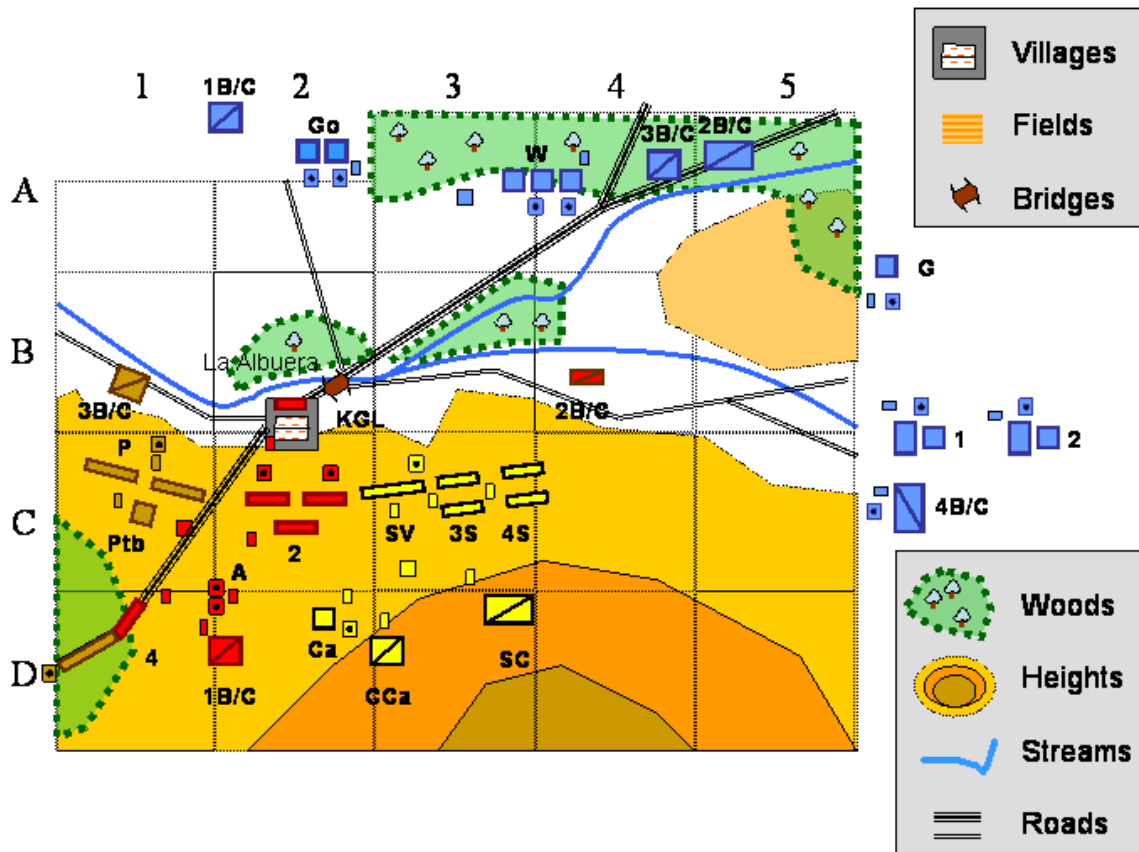 1 2 3 4 5
1B/C
Go
W
3B/C
2B/C
A
G
B
La Albuera
3B/C
KGL
2B/C
P
1
2
Ptb
2
SV
3S
4S
4B/C
C
A
4
1B/C
Ca
CCa
SC
D
Villages
Fields
Bridges
Woods
Heights
Streams
Roads